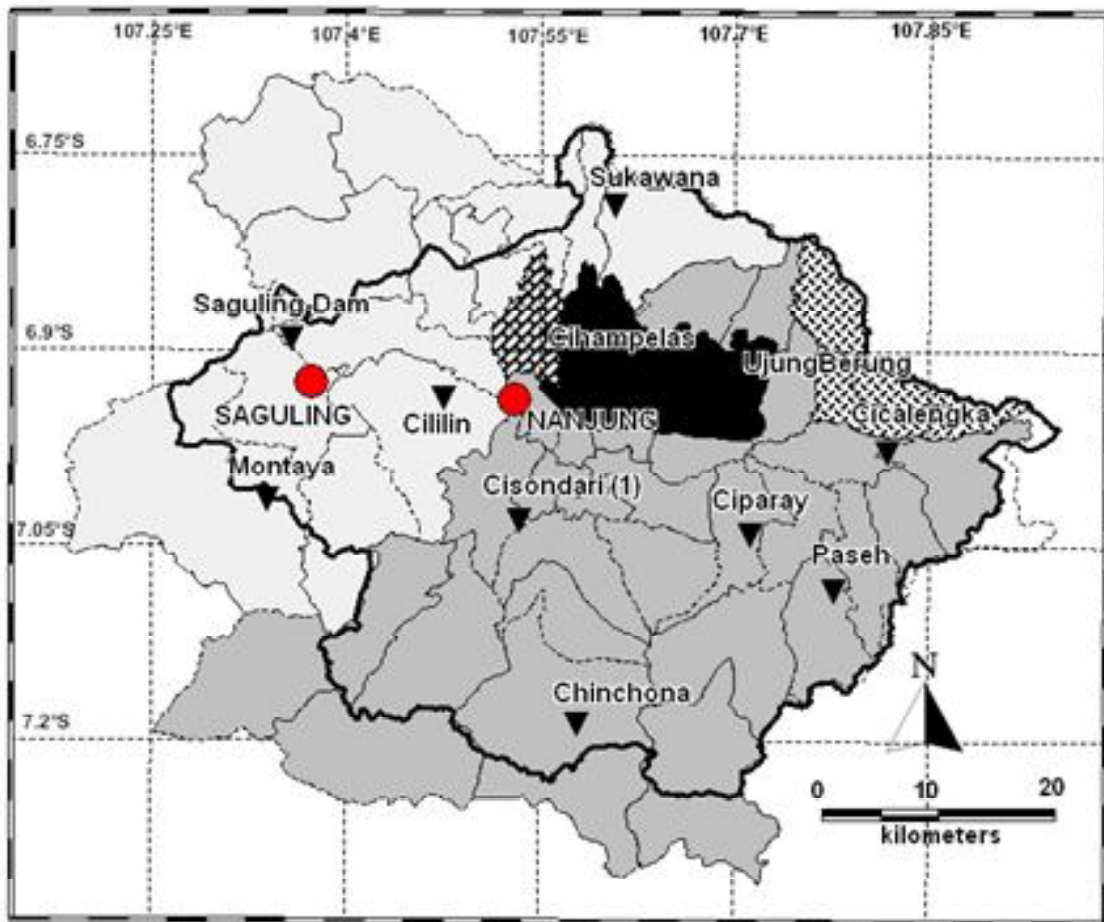 107.25°E 107.4°E 107.55°E 107.7°E 107.85°E
6.75°S
Sukawana
Saguling Dam
6.9°S
Cihampelas
UjungBerung
SAGULING
Cililin
NANJUNG
Cicalengka
Montaya
Cisondari (1)
Ciparay
7.05°S
Paseh
N
Chinchona
7.2°S
0 10 20
kilometers